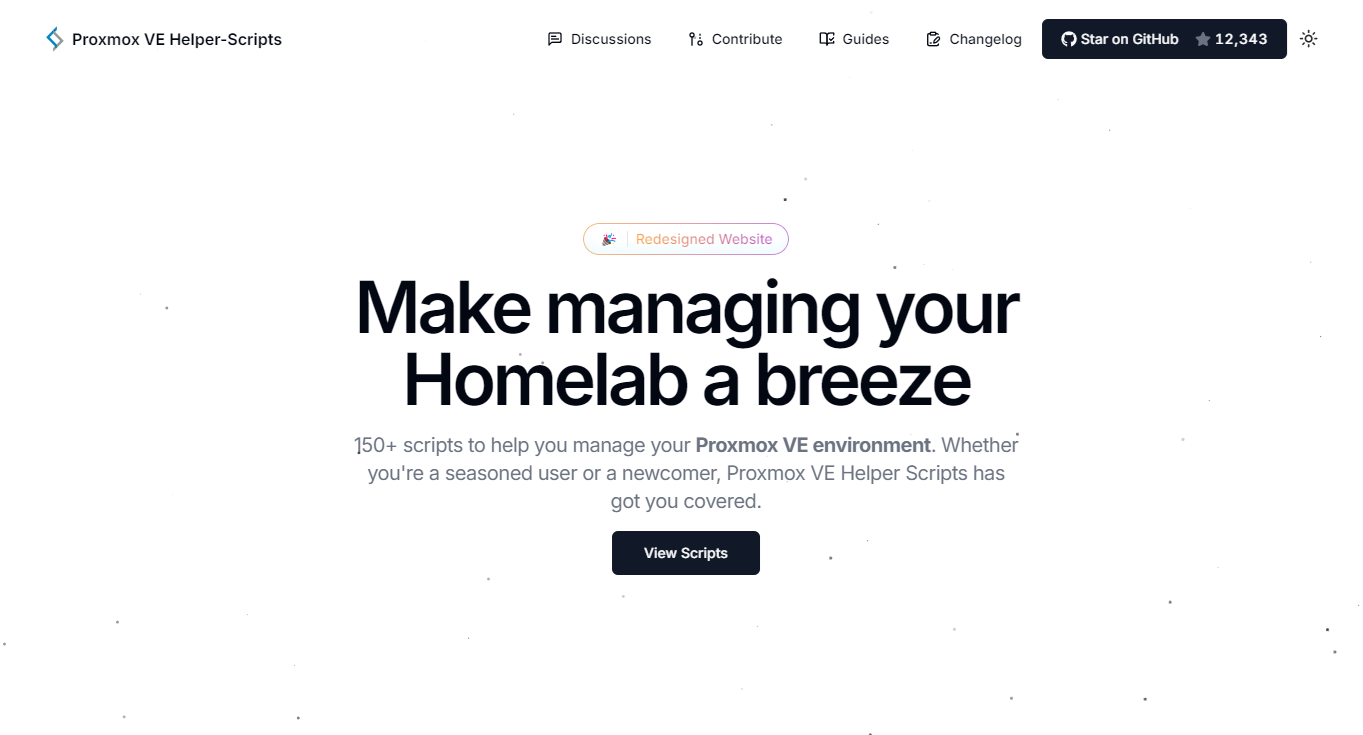 Proxmox VE Helper-Scripts
Discussions
Contribute
Guides
Changelog
Star on GitHub
12,343
Redesigned Website
Make managing your
Homelab a breeze
150+ scripts to help you manage your Proxmox VE environment. Whether
you're a seasoned user or a newcomer, Proxmox VE Helper Scripts has
got you covered.
View Scripts